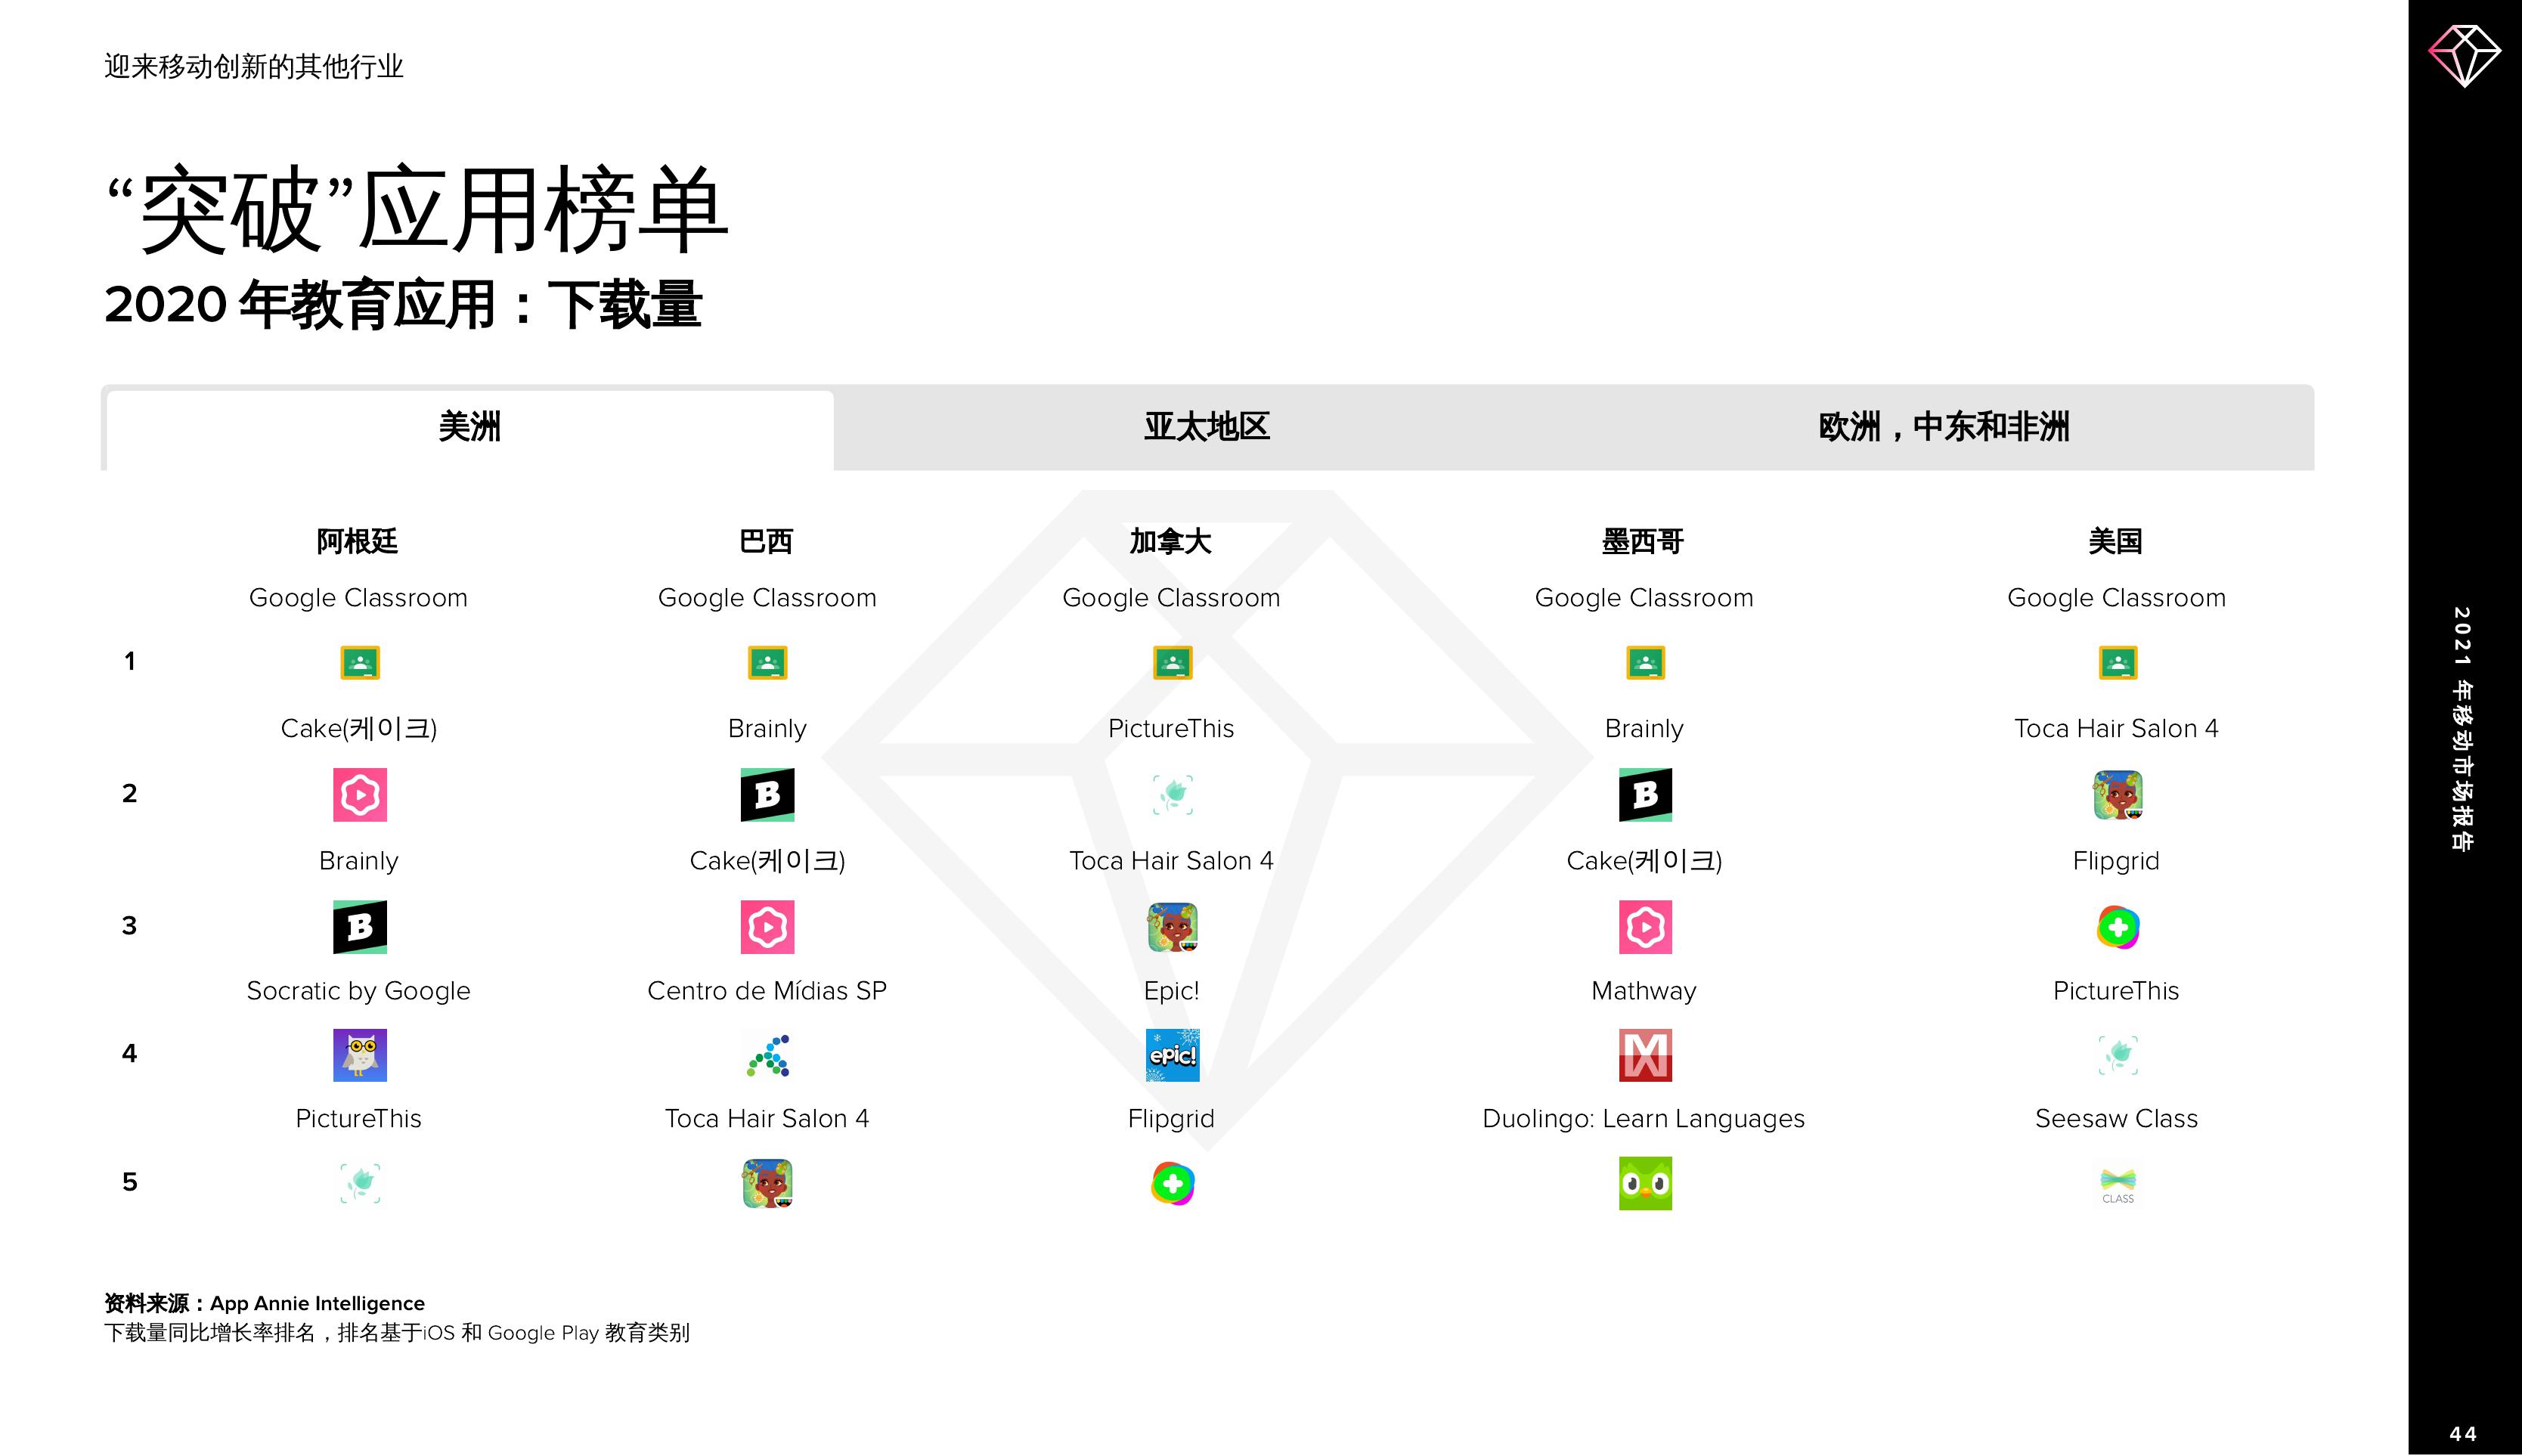 迎来移动创新的其他行业
“突破”应用榜单
2020 年教育应用：下载量
美洲 亚太地区 欧洲，中东和非洲
阿根廷 巴西 加拿大 墨西哥 美国
Google Classroom Google Classroom Google Classroom Google Classroom Google Classroom
1
Cake(케이크) Brainly PictureThis Brainly Toca Hair Salon 4
2 B B
Brainly Cake(케이크) Toca Hair Salon 4 Cake(케이크) Flipgrid
3 B
Socratic by Google Centro de Mídias SP Epic! Mathway PictureThis
4 epic! M
PictureThis Toca Hair Salon 4 Flipgrid Duolingo: Learn Languages Seesaw Class
5 CLASS
资料来源：App Annie Intelligence
下载量同比增长率排名，排名基于iOS 和 Google Play 教育类别
2021 年移动市场报告
44